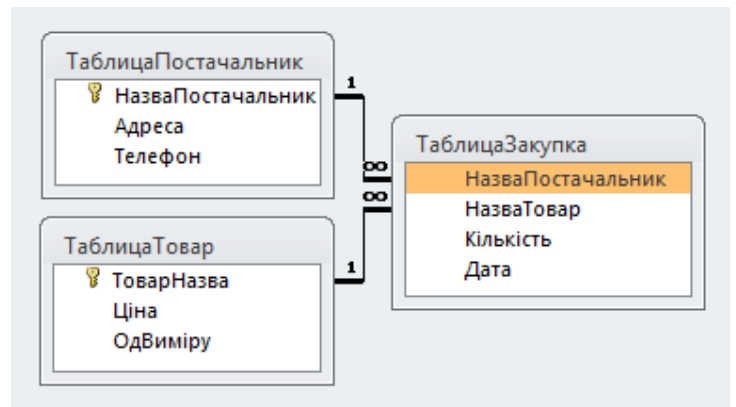 ТаблицаПостачальник
НазваПостачальник
Адреса
Телефон
1
∞
ТаблицаЗакупка
НазваПостачальник
НазваТовар
Кількість
Дата
∞
ТаблицаТовар
ТоварНазва
Ціна
ОдВиміру
1